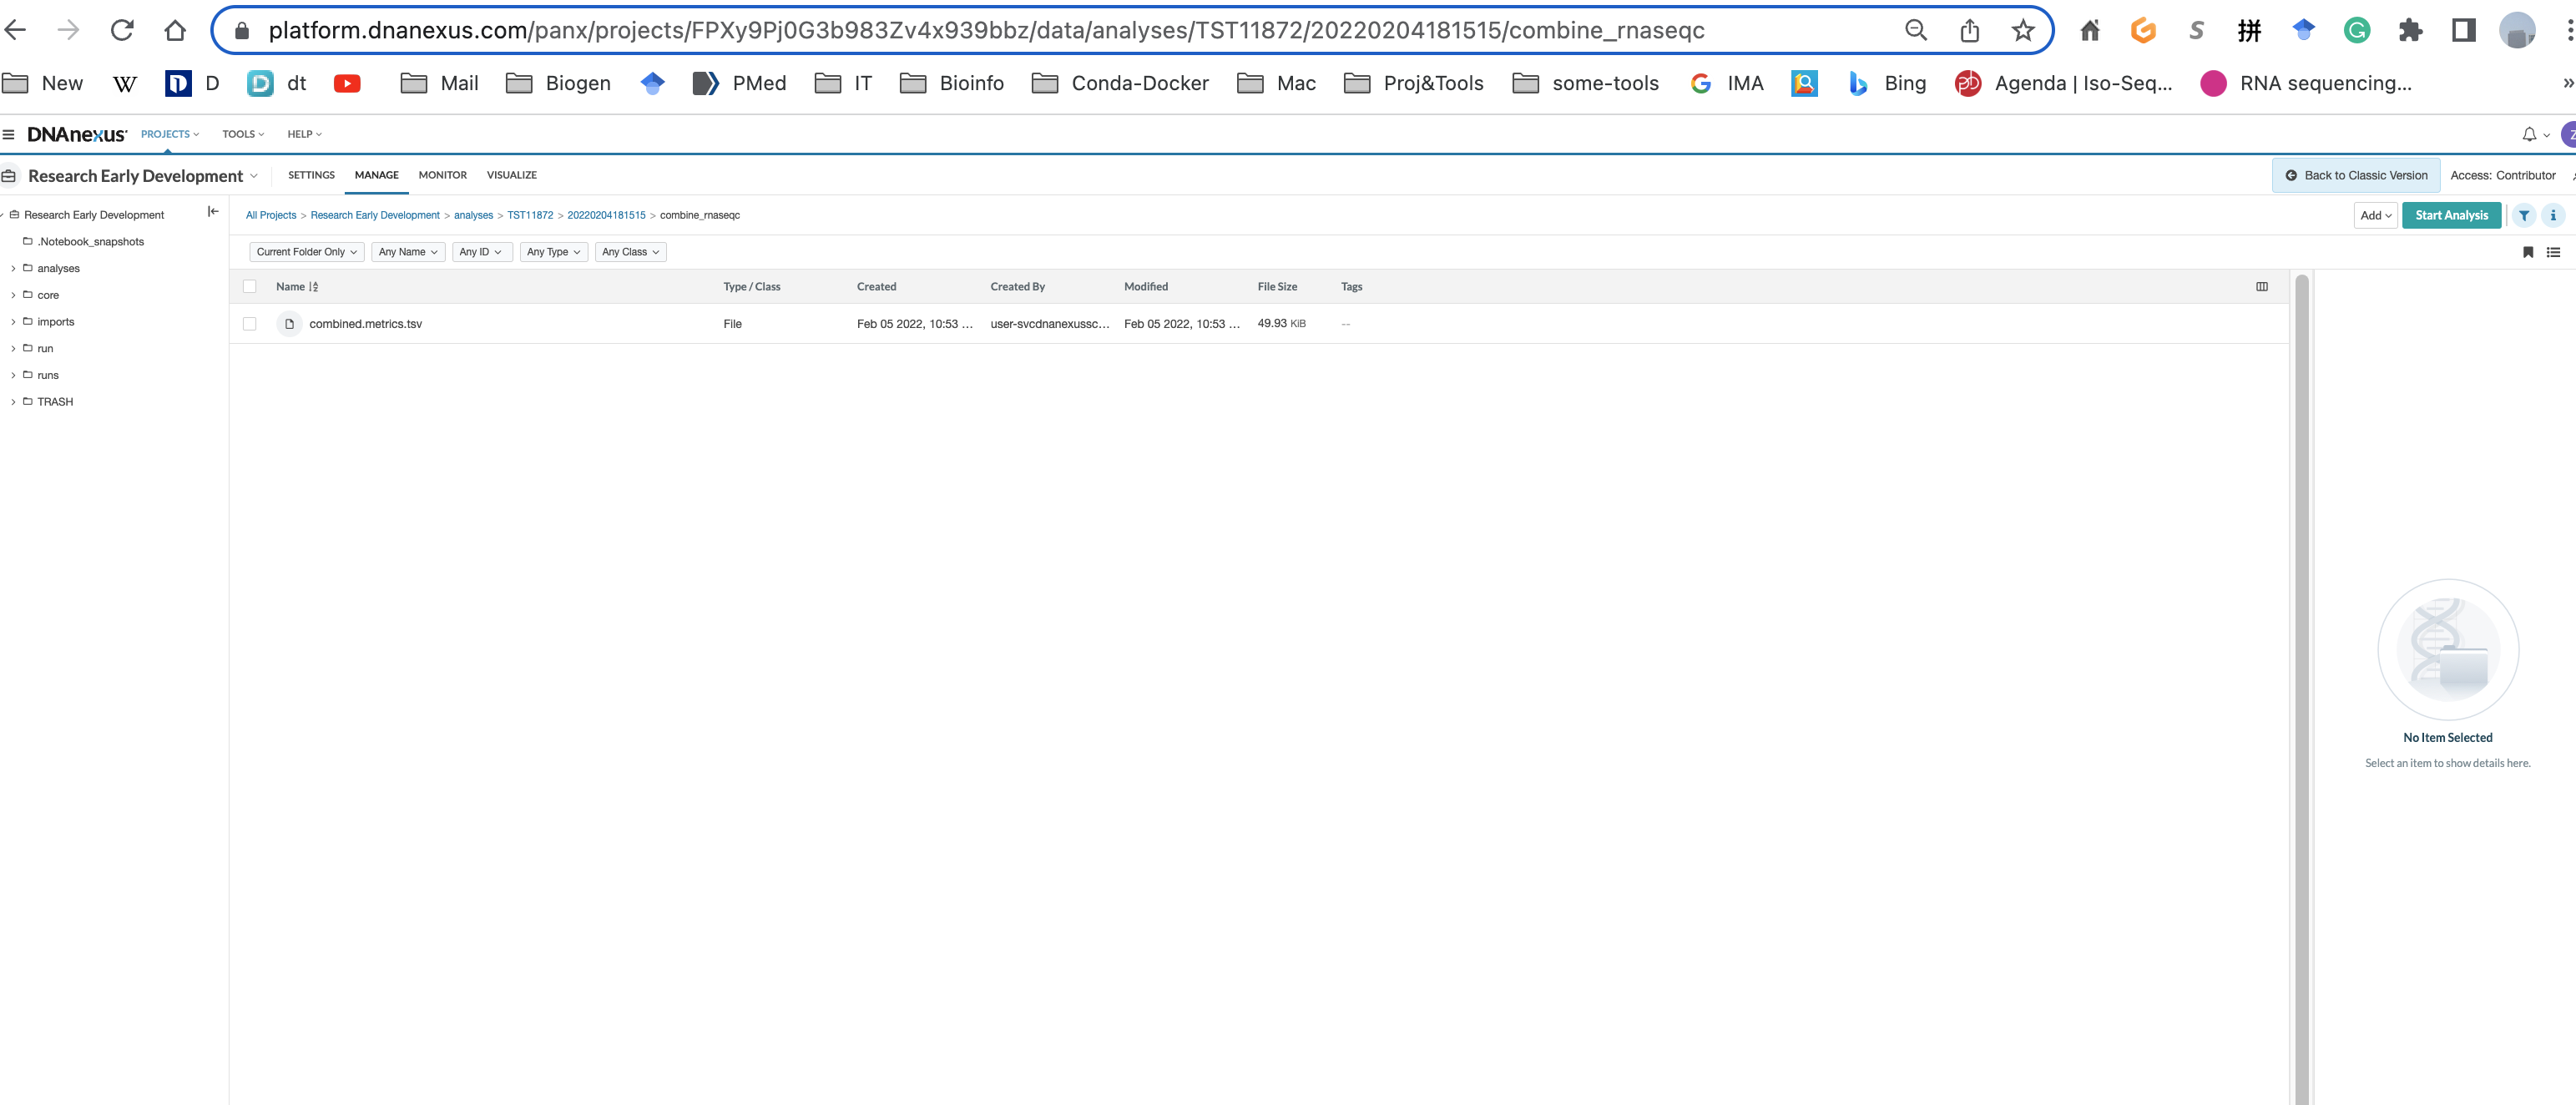 platform.dnanexus.com/panx/projects/FPXy9Pj0G3b983Zv4x939bbz/data/analyses/TST11872/20220204181515/combine_rnaseqc
New W D dt Mail Biogen PMed IT Bioinfo Conda-Docker Mac Proj&Tools some-tools IMA Bing Agenda | Iso-Seq... RNA sequencing... »
DNAnexus PROJECTS TOOLS HELP
Research Early Development SETTINGS MANAGE MONITOR VISUALIZE Back to Classic Version Access: Contributor
Research Early Development
All Projects > Research Early Development > analyses > TST11872 > 20220204181515 > combine_rnaseqc Add Start Analysis
.Notebook_snapshots
Current Folder Only Any Name Any ID Any Type Any Class
analyses
core
imports
run
runs
TRASH
Name Type / Class Created Created By Modified File Size Tags
combined.metrics.tsv File Feb 05 2022, 10:53 ... user-svcdnanexussc... Feb 05 2022, 10:53 ... 49.93 KiB --
No Item Selected
Select an item to show details here.